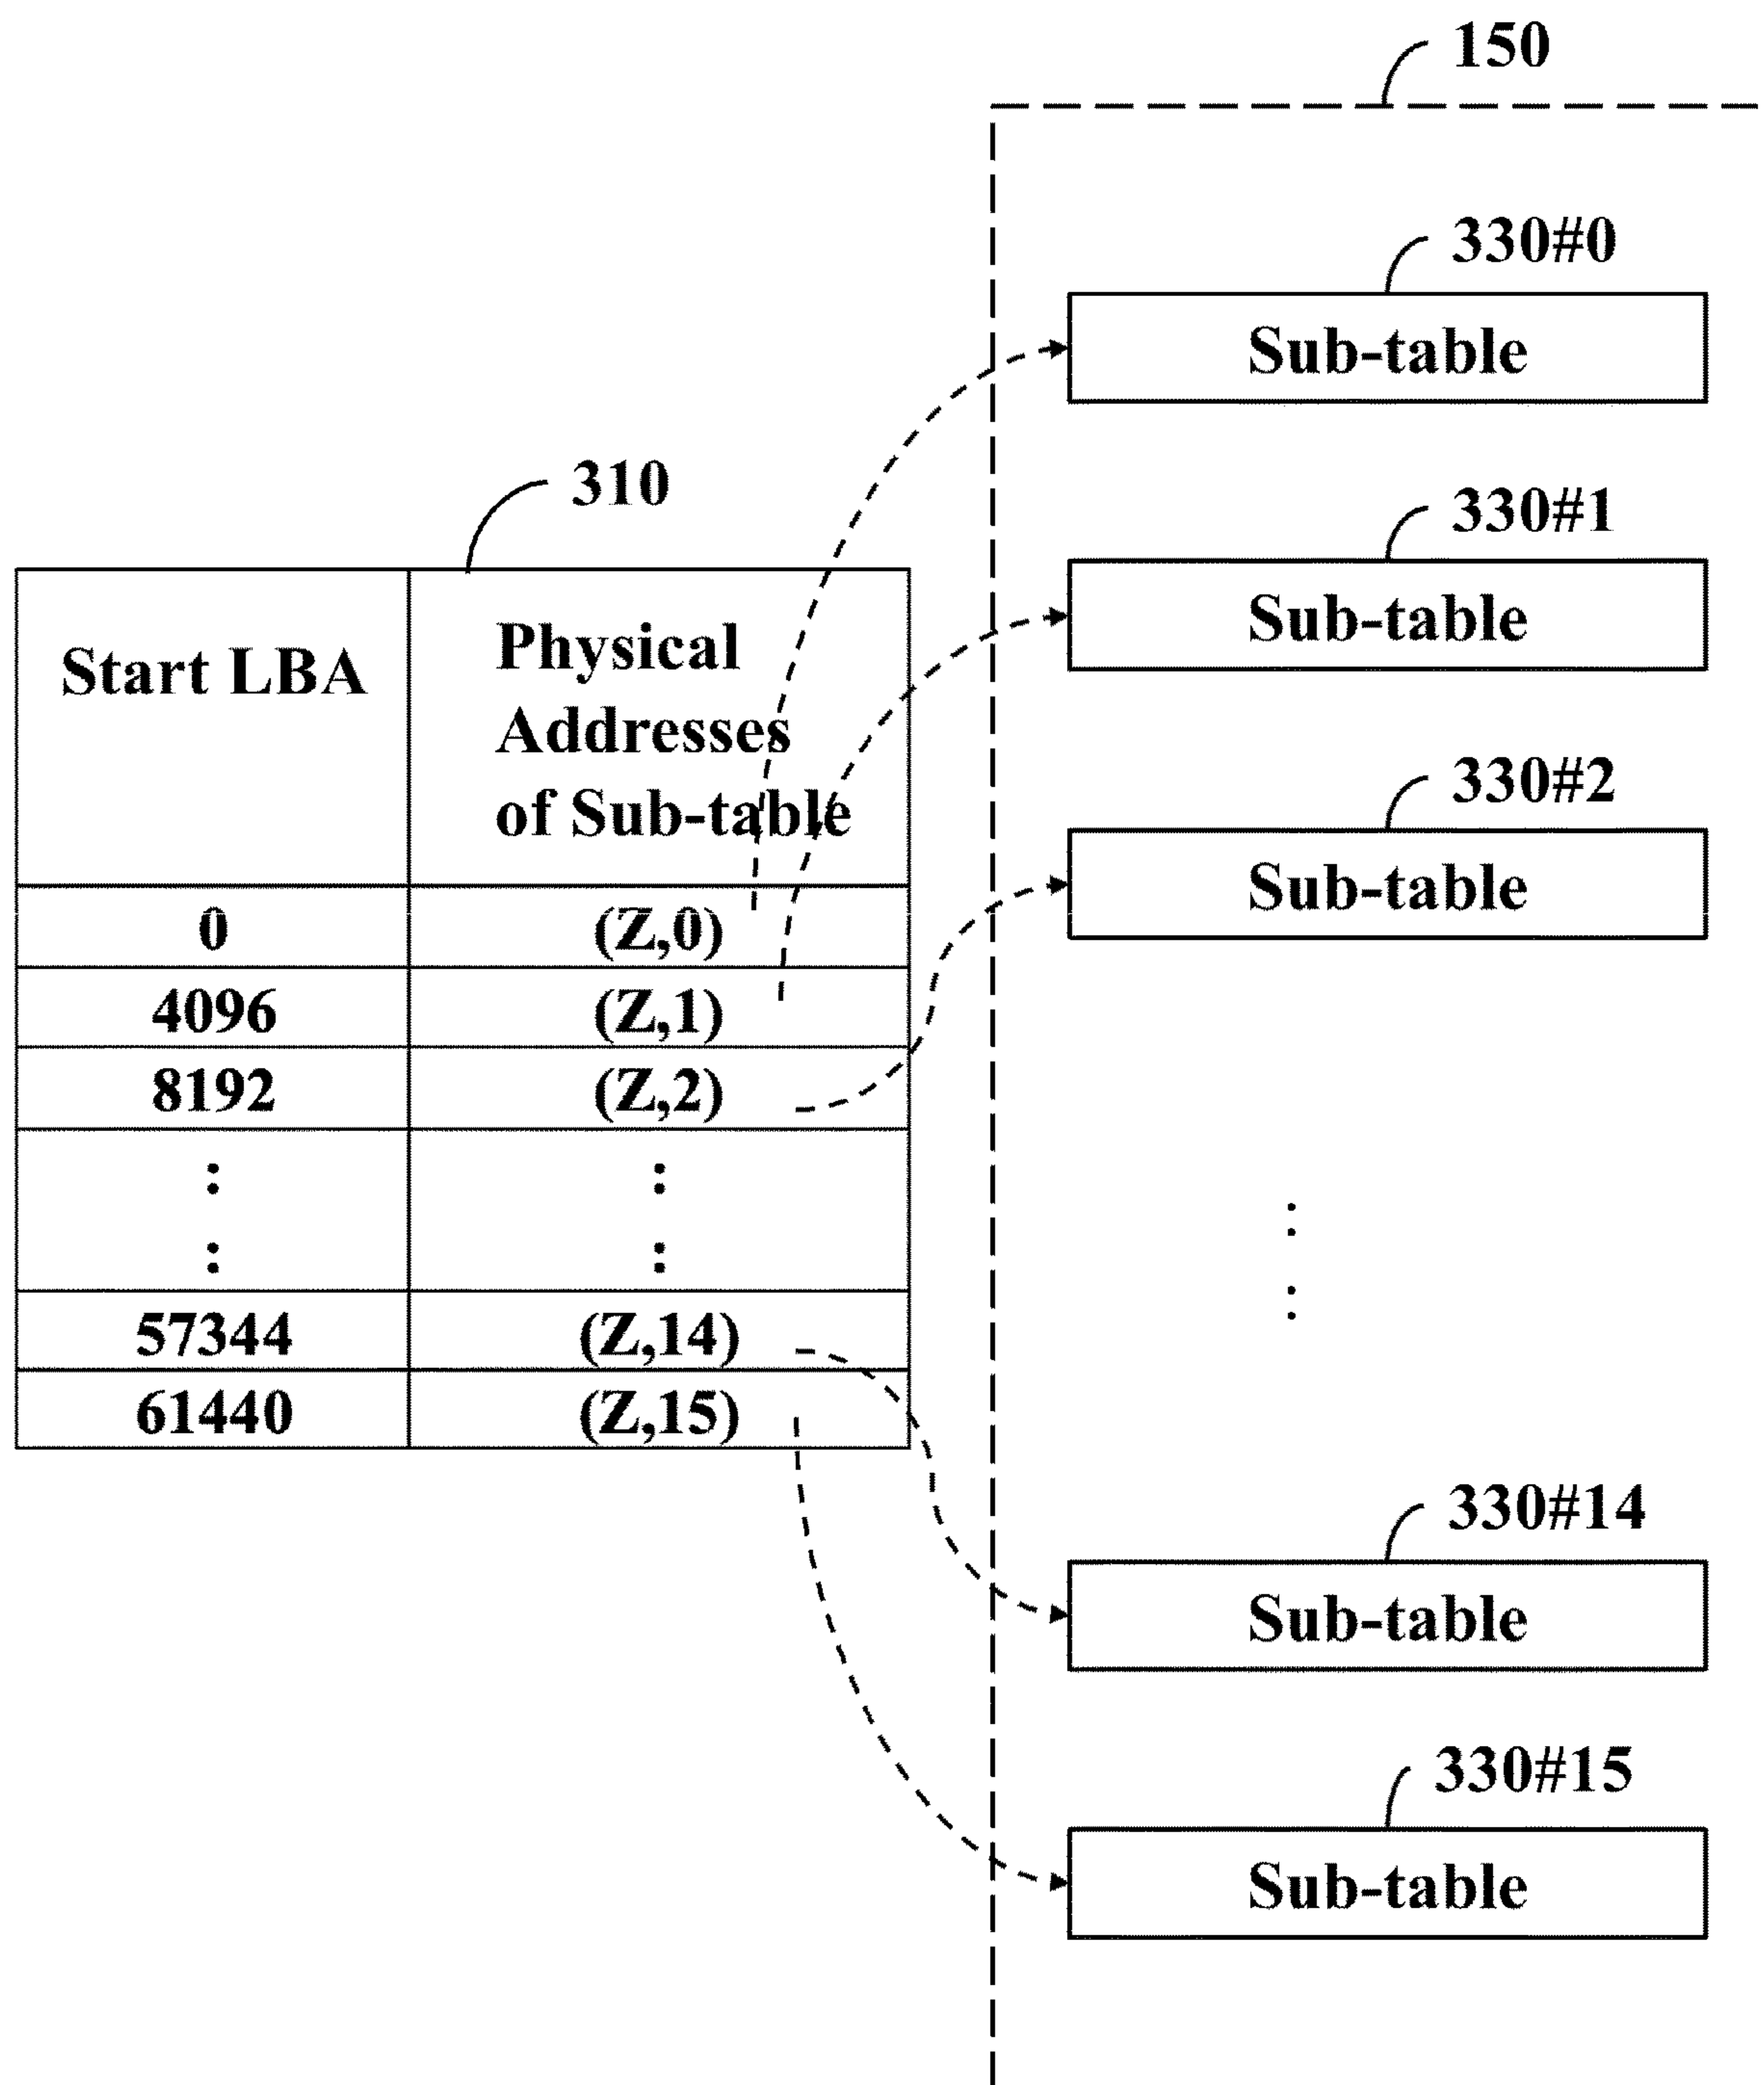 150
330#0
Sub-table
310
330#1
Sub-table
Start LBA
Physical
Addresses
of Sub-table
330#2
Sub-table
0 (Z,0)
4096 (Z,1)
8192 (Z,2)
: :
: :
:
:
57344 (Z,14)
61440 (Z,15)
330#14
Sub-table
330#15
Sub-table